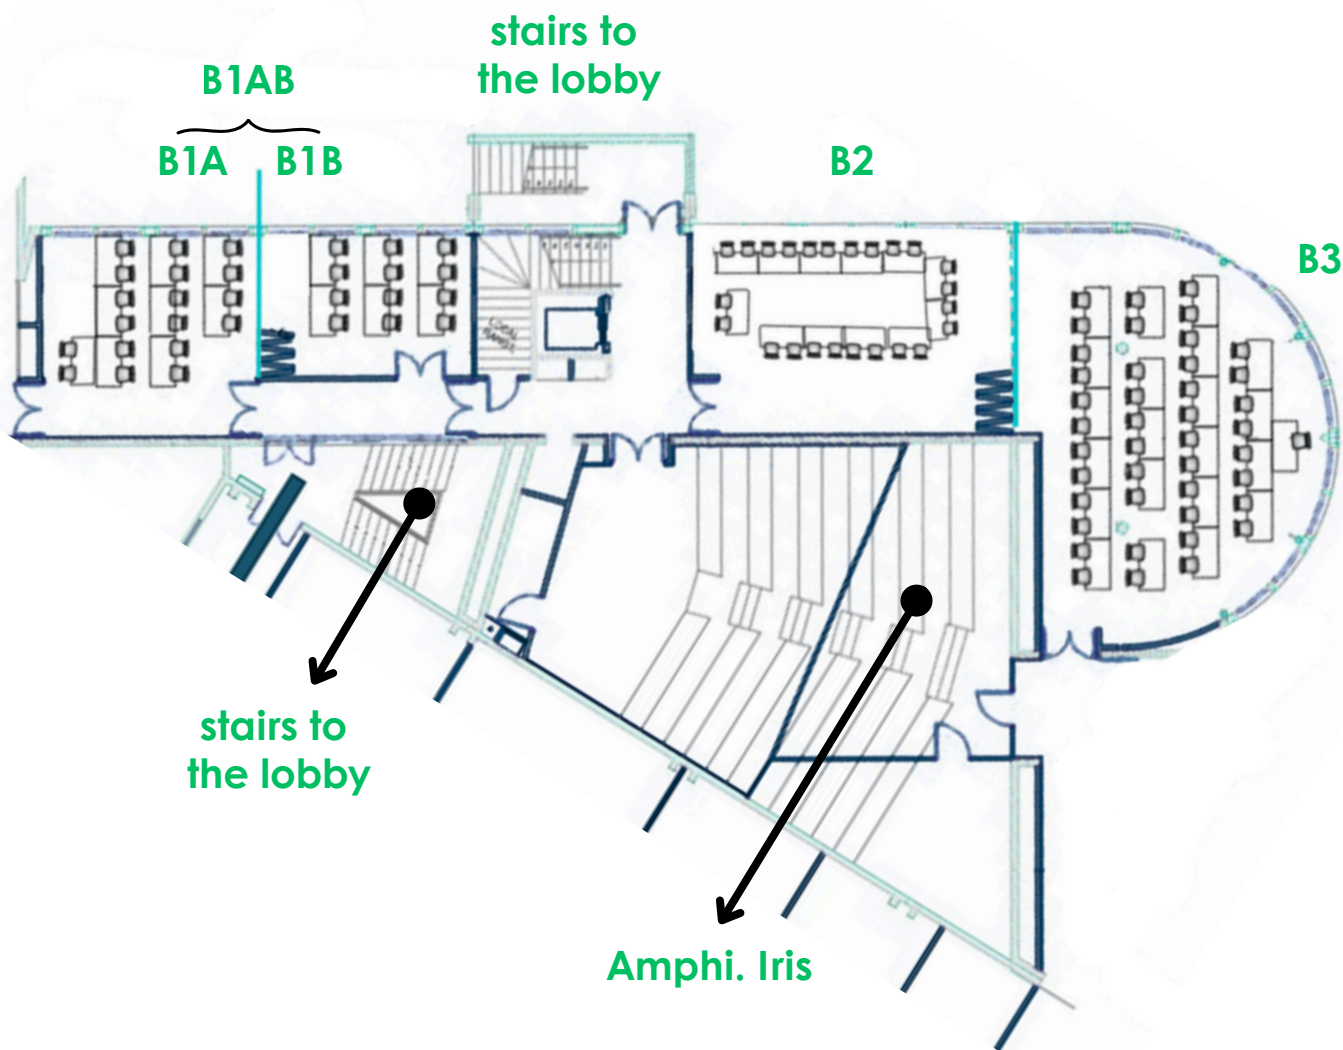 stairs to
the lobby
B1AB
B1A B1B
B2
B3
stairs to
the lobby
Amphi. Iris